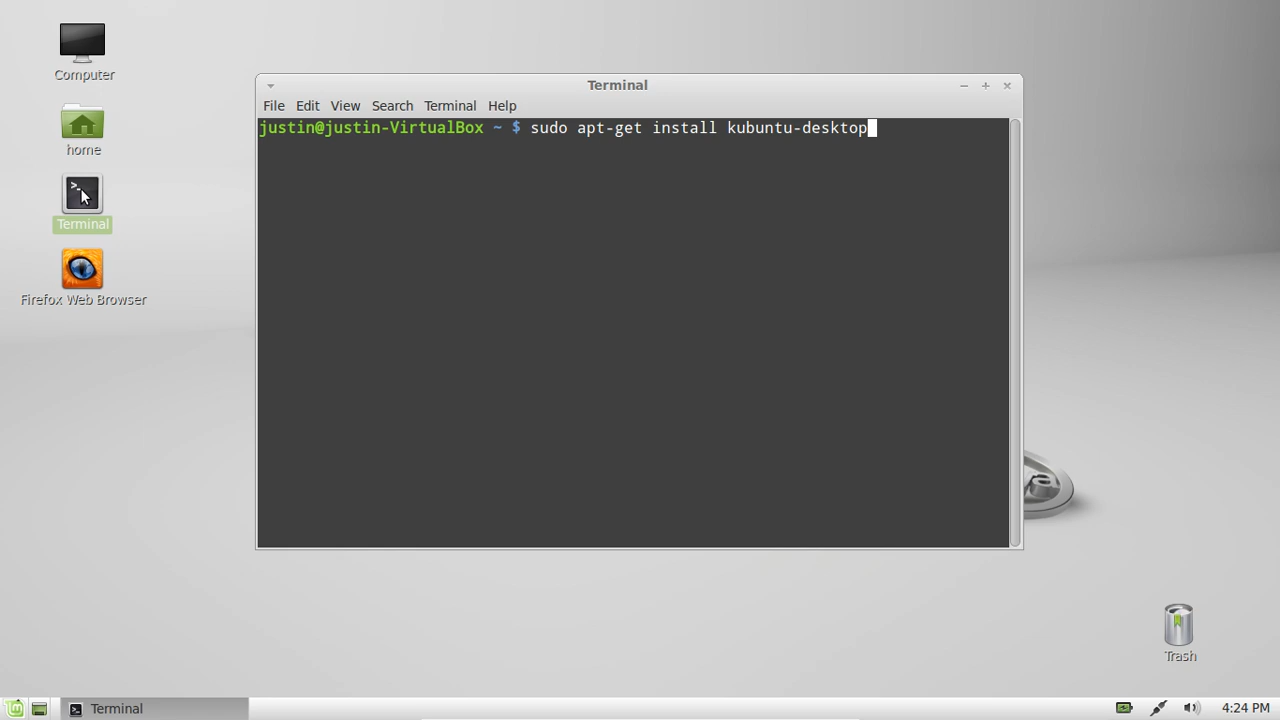 Computer
home
Terminal
Firefox Web Browser
Terminal
File Edit View Search Terminal Help
justin@justin-VirtualBox ~ $ sudo apt-get install kubuntu-desktop
Trash
Terminal
4:24 PM